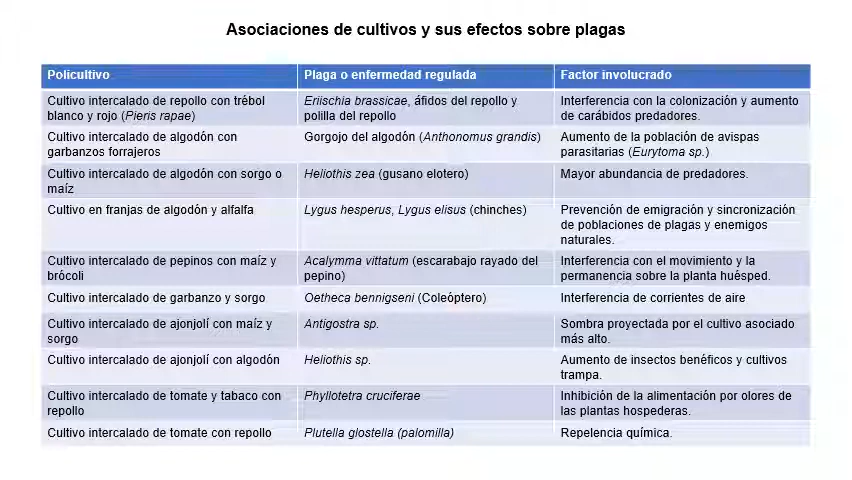 Asociaciones de cultivos y sus efectos sobre plagas
Policultivo
Plaga o enfermedad regulada
Factor involucrado
Cultivo intercalado de repollo con trébol
blanco y rojo (Pieris rapae)
Eriischia brassicae, áfidos del repollo y
polilla del repollo
Interferencia con la colonización y aumento
de carábidos predadores.
Cultivo intercalado de algodón con
garbanzos forrajeros
Gorgojo del algodón (Anthonomus grandis)
Aumento de la población de avispas
parasitarias (Eurytoma sp.)
Cultivo intercalado de algodón con sorgo o
maíz
Heliothis zea (gusano elotero)
Mayor abundancia de predadores.
Cultivo en franjas de algodón y alfalfa
Lygus hesperus, Lygus elisus (chinches)
Prevención de emigración y sincronización
de poblaciones de plagas y enemigos
naturales.
Cultivo intercalado de pepinos con maíz y
brócoli
Acalymma vittatum (escarabajo rayado del
pepino)
Interferencia con el movimiento y la
permanencia sobre la planta huésped.
Cultivo intercalado de garbanzo y sorgo
Oetheca bennigseni (Coleóptero)
Interferencia de corrientes de aire
Cultivo intercalado de ajonjolí con maíz y
sorgo
Antigostra sp.
Sombra proyectada por el cultivo asociado
más alto.
Cultivo intercalado de ajonjolí con algodón
Heliothis sp.
Aumento de insectos benéficos y cultivos
trampa.
Cultivo intercalado de tomate y tabaco con
repollo
Phyllotetra cruciferae
Inhibición de la alimentación por olores de
las plantas hospederas.
Cultivo intercalado de tomate con repollo
Plutella glostella (palomilla)
Repelencia química.